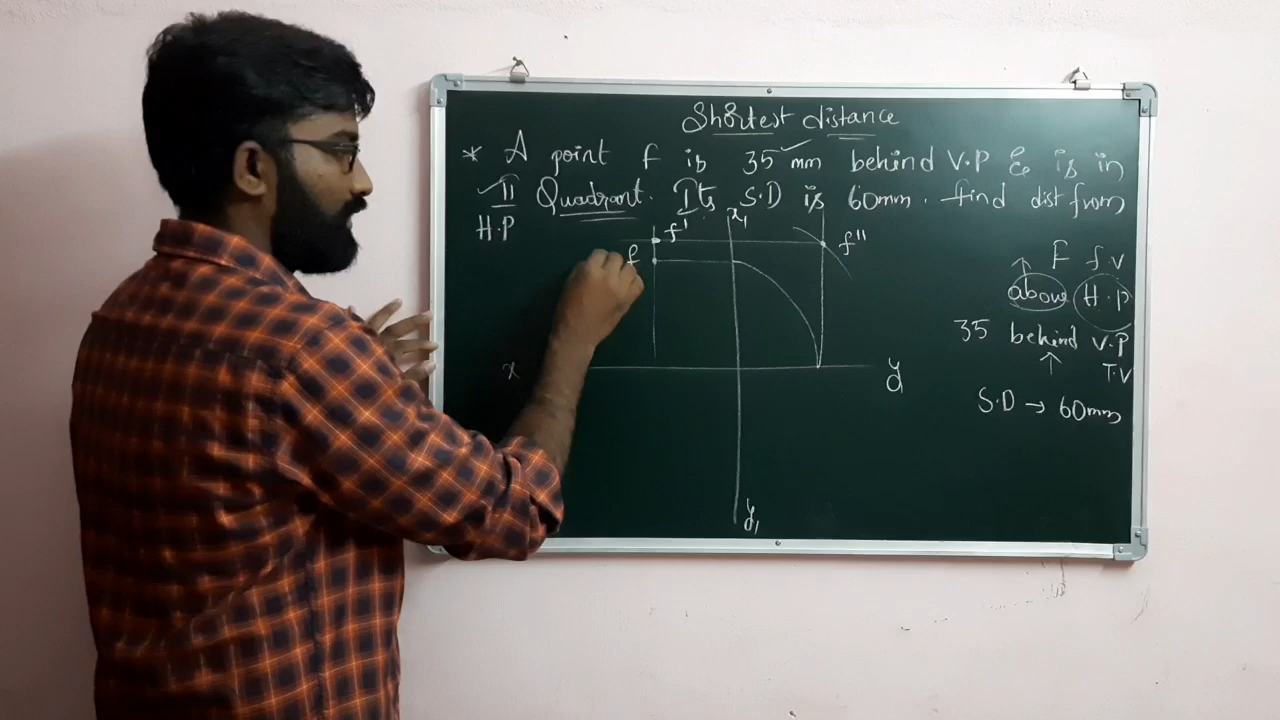 Shortest distance
* A point f is 35 mm behind V.P & is in
II Quadrant. Its S.D is 60mm. find dist from
H.P
x1
f'
f''
f
F f.v
above H.P
35 behind V.P
T.V
x
y
S.D → 60mm
y1